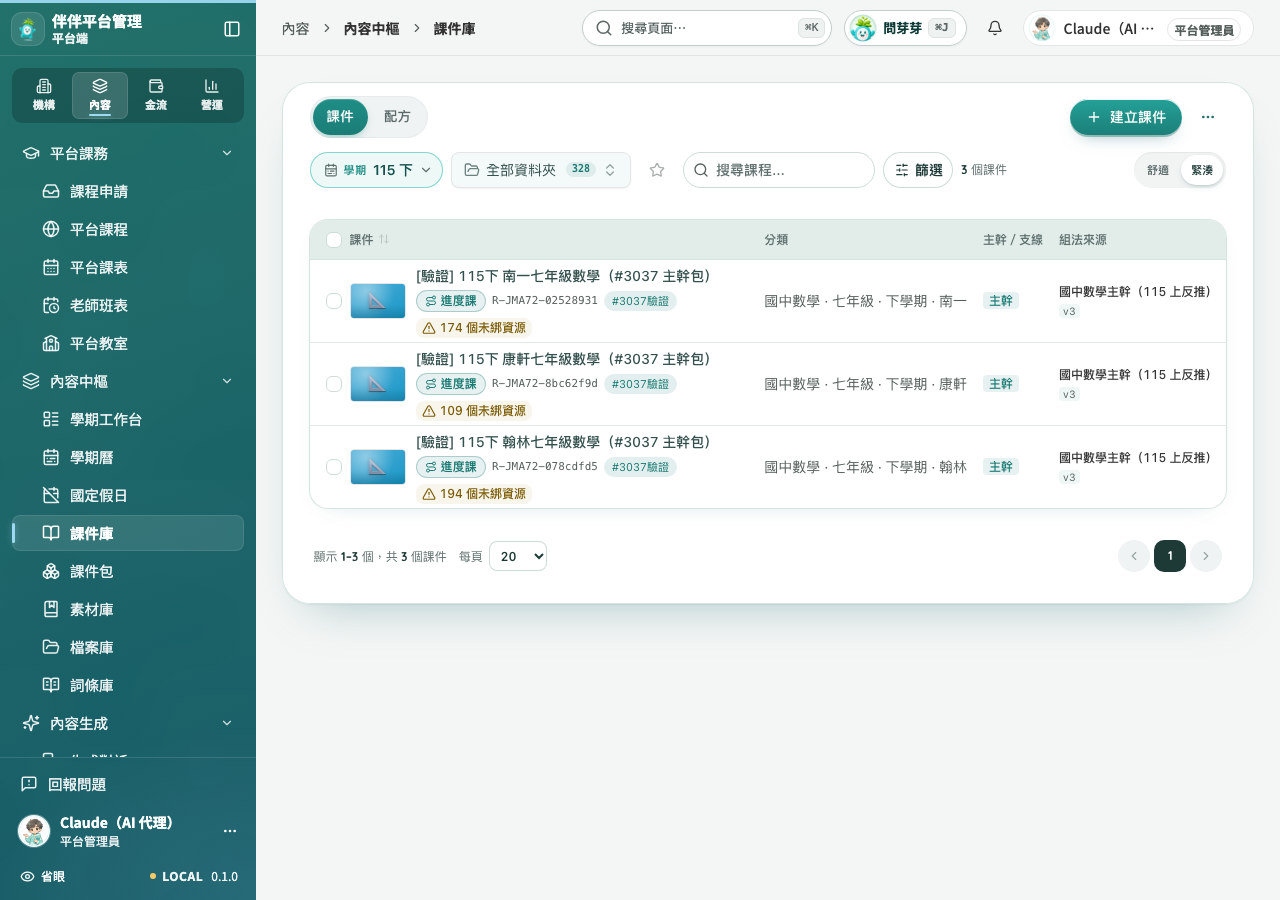 伴伴平台管理
平台端
機構
內容
金流
營運
平台課務
課程申請
平台課程
平台課表
老師班表
平台教室
內容中樞
學期工作台
學期曆
國定假日
課件庫
課件包
素材庫
檔案庫
詞條庫
內容生成
回報問題
Claude（AI 代理）
平台管理員
省眼
LOCAL 0.1.0
內容 > 內容中樞 > 課件庫
搜尋頁面… ⌘K
問芽芽 ⌘J
Claude（AI … 平台管理員
課件 配方
+ 建立課件
學期 115 下
全部資料夾 328
搜尋課程...
篩選
3 個課件
舒適 緊湊
課件 ↑↓ 分類 主幹 / 支線 組法來源
[驗證] 115下 南一七年級數學（#3037 主幹包）
進度課 R-JMA72-02528931 #3037驗證
174 個未綁資源
國中數學 · 七年級 · 下學期 · 南一
主幹
國中數學主幹（115 上反推）
v3
[驗證] 115下 康軒七年級數學（#3037 主幹包）
進度課 R-JMA72-8bc62f9d #3037驗證
109 個未綁資源
國中數學 · 七年級 · 下學期 · 康軒
主幹
國中數學主幹（115 上反推）
v3
[驗證] 115下 翰林七年級數學（#3037 主幹包）
進度課 R-JMA72-078cdfd5 #3037驗證
194 個未綁資源
國中數學 · 七年級 · 下學期 · 翰林
主幹
國中數學主幹（115 上反推）
v3
顯示 1–3 個，共 3 個課件 每頁 20
1